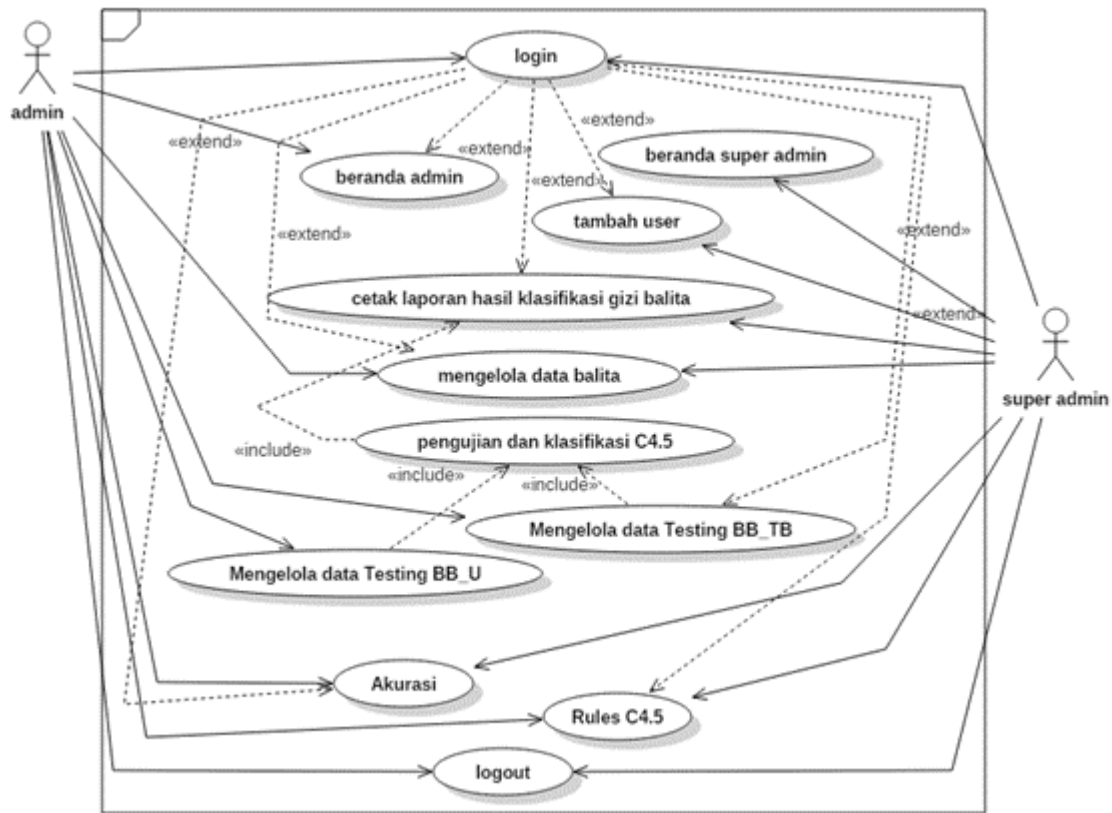 login
admin
«extend»
«extend»
«extend»
beranda super admin
beranda admin
«extend»
tambah user
«extend»
«extend»
cetak laporan hasil klasifikasi gizi balita
«extend»
mengelola data balita
super admin
pengujian dan klasifikasi C4.5
«include»
«include»
«include»
Mengelola data Testing BB_TB
Mengelola data Testing BB_U
Akurasi
Rules C4.5
logout